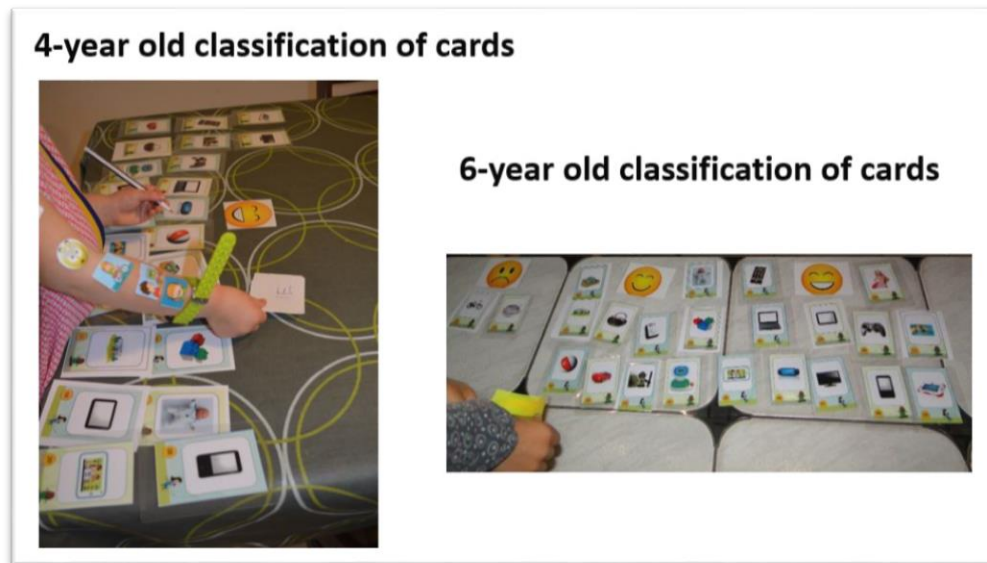 4-year old classification of cards
6-year old classification of cards